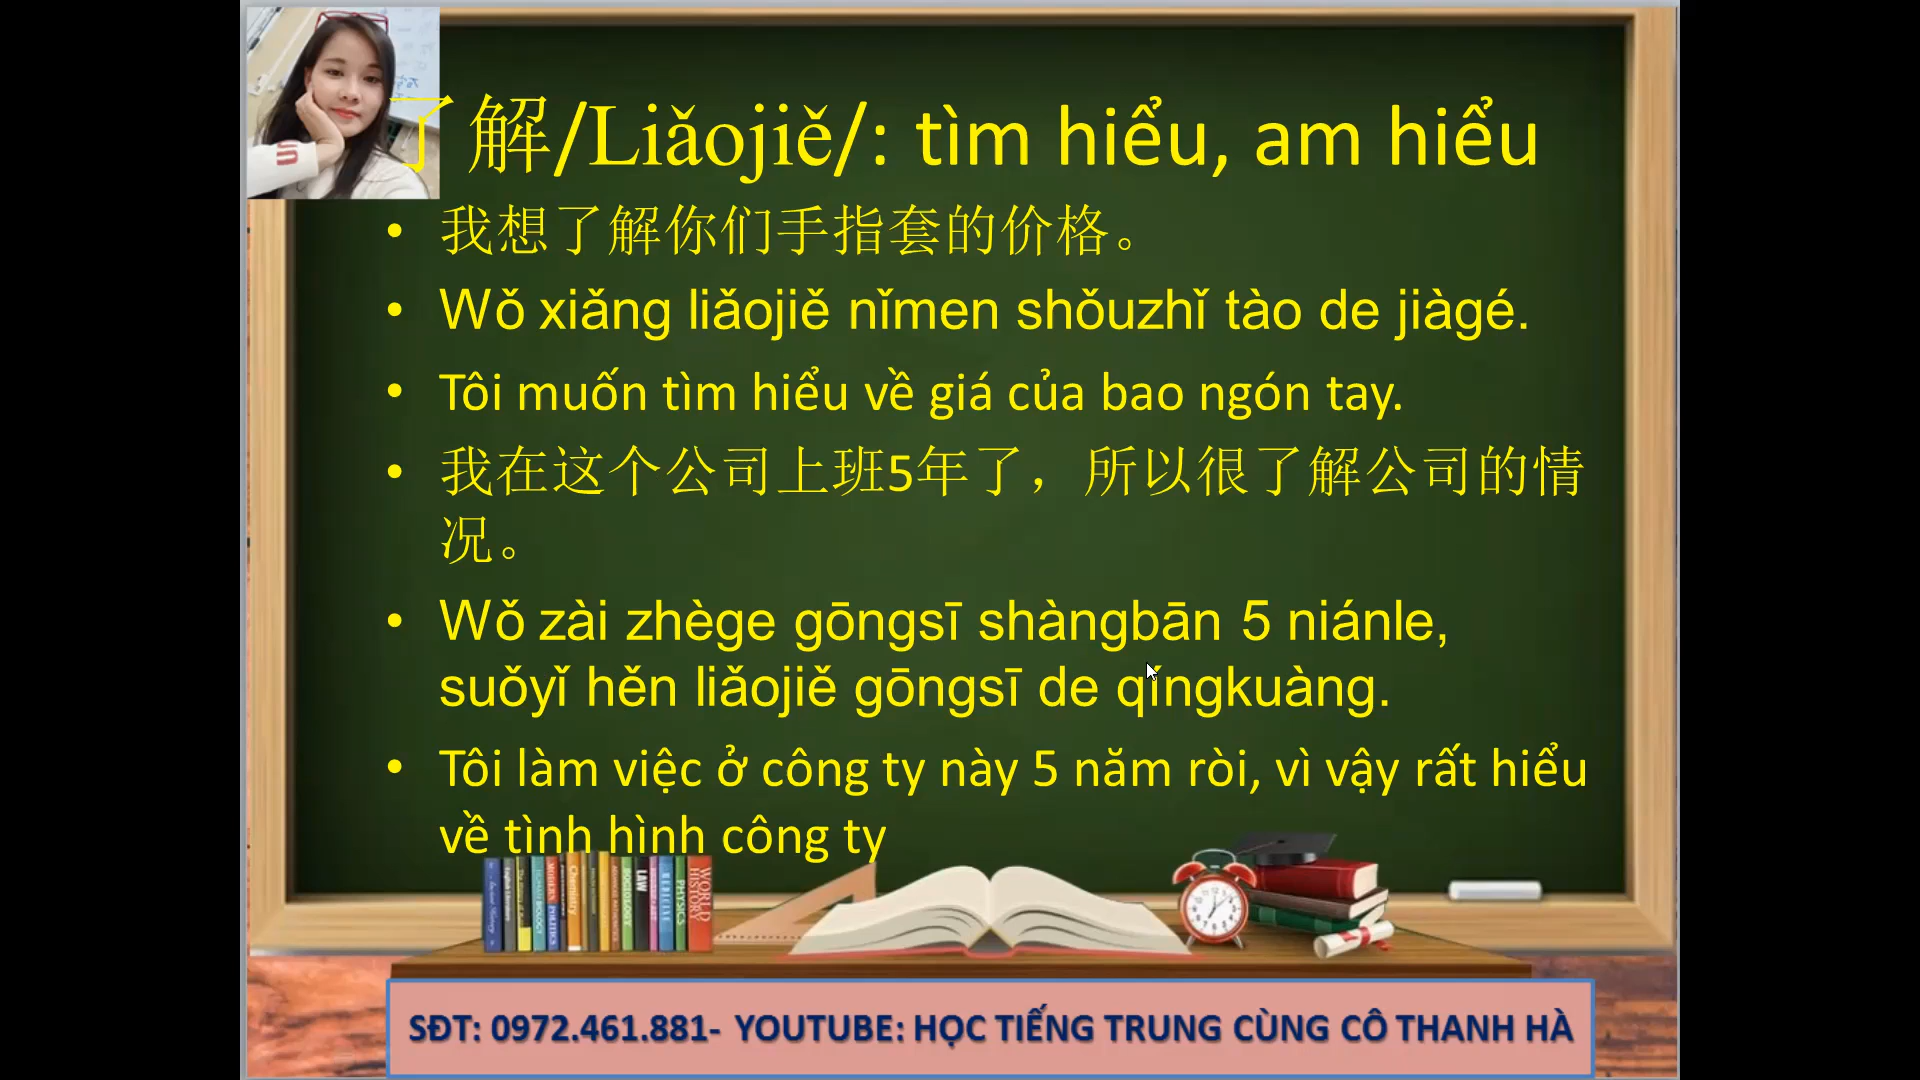 了解/Liǎojiě/: tìm hiểu, am hiểu
• 我想了解你们手指套的价格。
• Wǒ xiǎng liǎojiě nǐmen shǒuzhǐ tào de jiàgé.
• Tôi muốn tìm hiểu về giá của bao ngón tay.
• 我在这个公司上班5年了，所以很了解公司的情
况。
• Wǒ zài zhège gōngsī shàngbān 5 niánle,
suǒyǐ hěn liǎojiě gōngsī de qíngkuàng.
• Tôi làm việc ở công ty này 5 năm ròi, vì vậy rất hiểu
về tình hình công ty
LAW
PHYSICS
WORLD HISTORY
SĐT: 0972.461.881- YOUTUBE: HỌC TIẾNG TRUNG CÙNG CÔ THANH HÀ